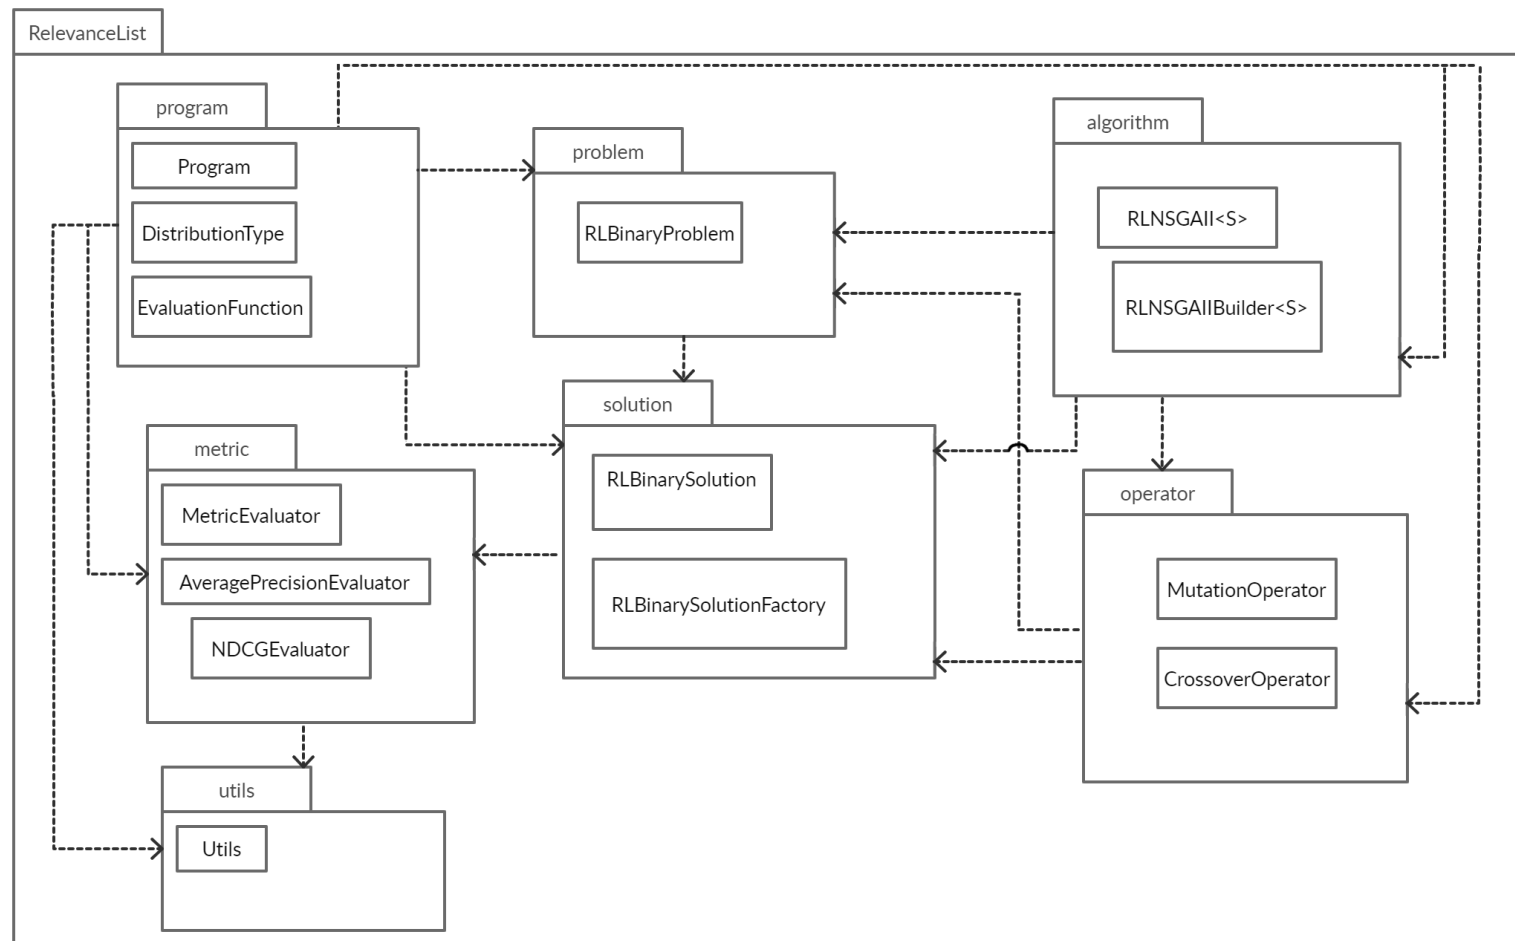 RelevanceList
program
Program
DistributionType
EvaluationFunction
problem
RLBinaryProblem
algorithm
RLNSGAII<S>
RLNSGAIIBuilder<S>
metric
MetricEvaluator
AveragePrecisionEvaluator
NDCGEvaluator
solution
RLBinarySolution
RLBinarySolutionFactory
operator
MutationOperator
CrossoverOperator
utils
Utils